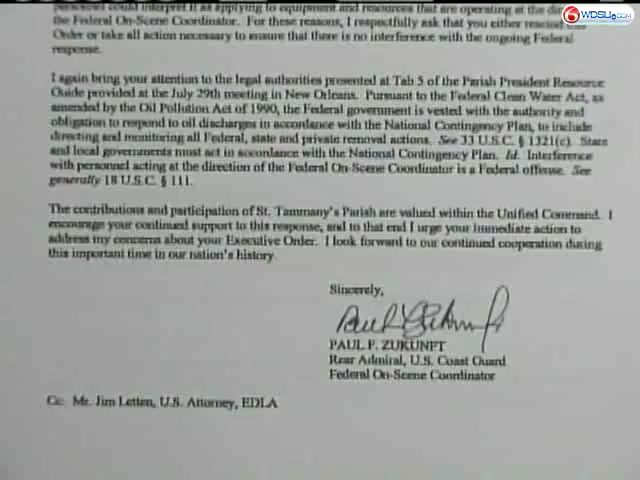 6 WDSU.COM
personnel could interpret it as applying to equipment and resources that are operating at the
the Federal On-Scene Coordinator. For these reasons, I respectfully ask that you either rescind
Order or take all action necessary to ensure that there is no interference with the ongoing Federal
response.
I again bring your attention to the legal authorities presented at Tab 5 of the Parish President Resource
Guide provided at the July 29th meeting in New Orleans. Pursuant to the Federal Clean Water Act, as
amended by the Oil Pollution Act of 1990, the Federal government is vested with the authority and
obligation to respond to oil discharges in accordance with the National Contingency Plan, to include
directing and monitoring all Federal, state and private removal actions. See 33 U.S.C. § 1321(c). State
and local governments must act in accordance with the National Contingency Plan. Id. Interference
with personnel acting at the direction of the Federal On-Scene Coordinator is a Federal offense. See
generally 18 U.S.C. § 111.
The contributions and participation of St. Tammany's Parish are valued within the Unified Command. I
encourage your continued support to this response, and to that end I urge your immediate action to
address my concerns about your Executive Order. I look forward to our continued cooperation during
this important time in our nation's history.
Sincerely,
PAUL F. ZUKUNFT
Rear Admiral, U.S. Coast Guard
Federal On-Scene Coordinator
Cc: Mr. Jim Letten, U.S. Attorney, EDLA